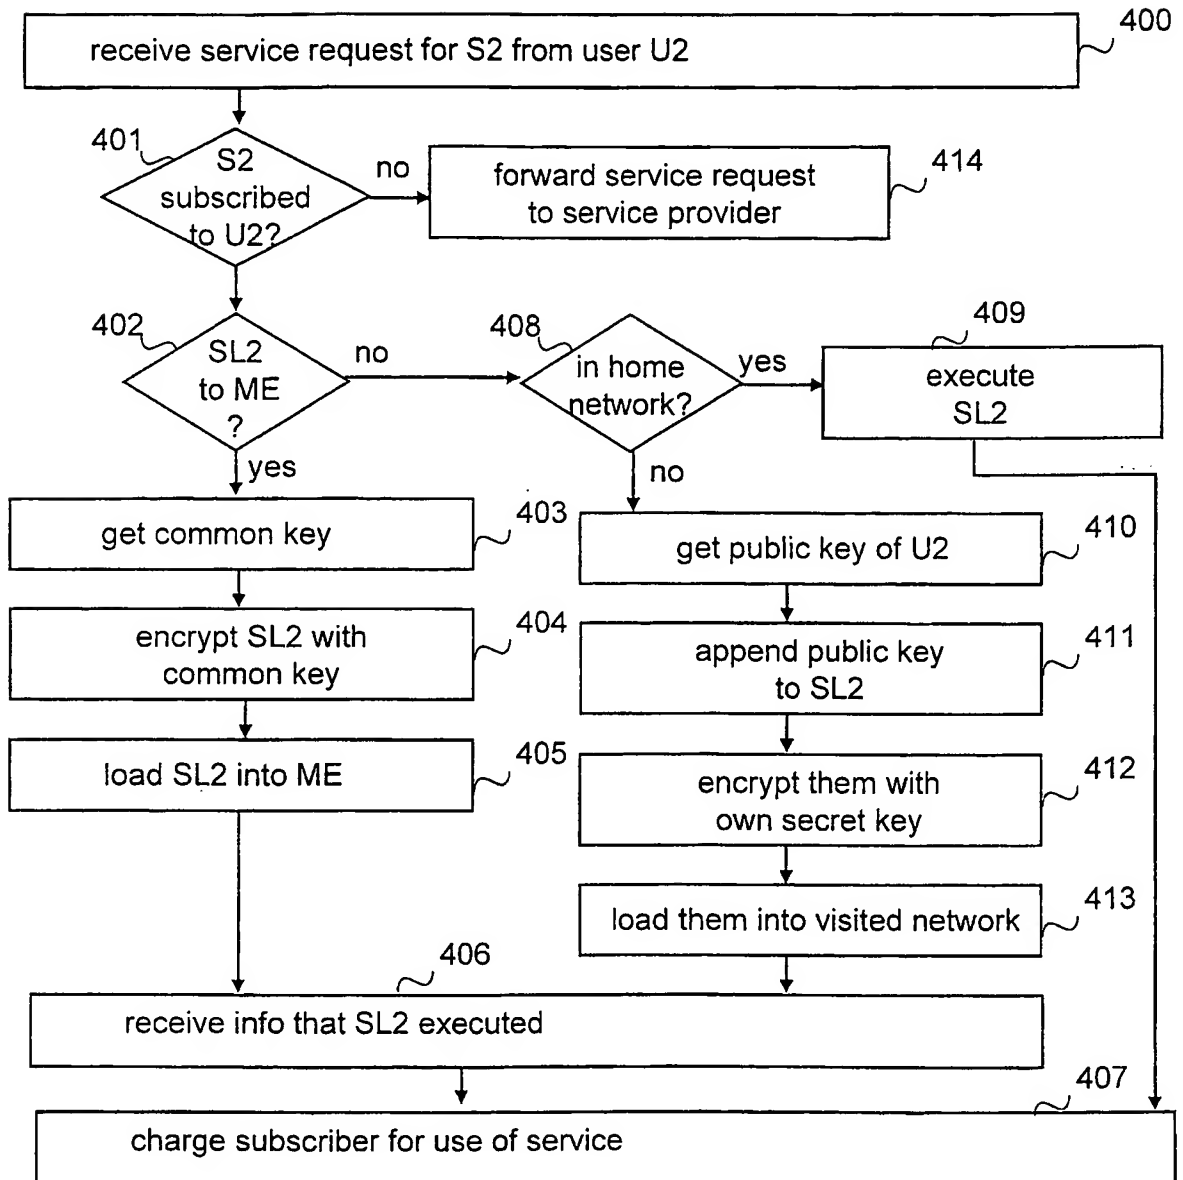 400
receive service request for S2 from user U2
401
S2
subscribed
to U2?
no
forward service request
to service provider
414
402
SL2
to ME
?
no
408
in home
network?
yes
409
execute
SL2
yes
no
get common key
403
get public key of U2
410
encrypt SL2 with
common key
404
append public key
to SL2
411
load SL2 into ME
405
encrypt them with
own secret key
412
load them into visited network
413
406
receive info that SL2 executed
407
charge subscriber for use of service